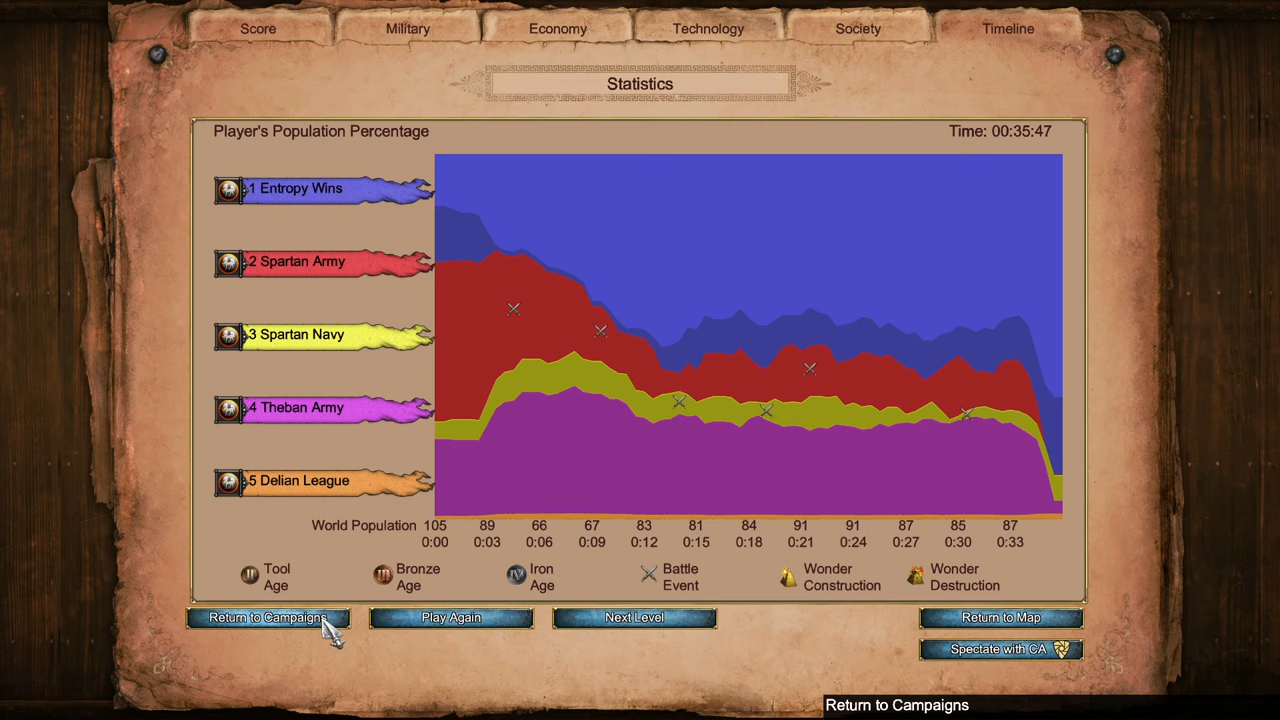 Score Military Economy Technology Society Timeline
Statistics
Player's Population Percentage Time: 00:35:47
1 Entropy Wins
2 Spartan Army
3 Spartan Navy
4 Theban Army
5 Delian League
World Population 105 89 66 67 83 81 84 91 91 87 85 87
0:00 0:03 0:06 0:09 0:12 0:15 0:18 0:21 0:24 0:27 0:30 0:33
II Tool Age
III Bronze Age
IV Iron Age
Battle Event
Wonder Construction
Wonder Destruction
Return to Campaigns Play Again Next Level Return to Map
Spectate with CA
Return to Campaigns